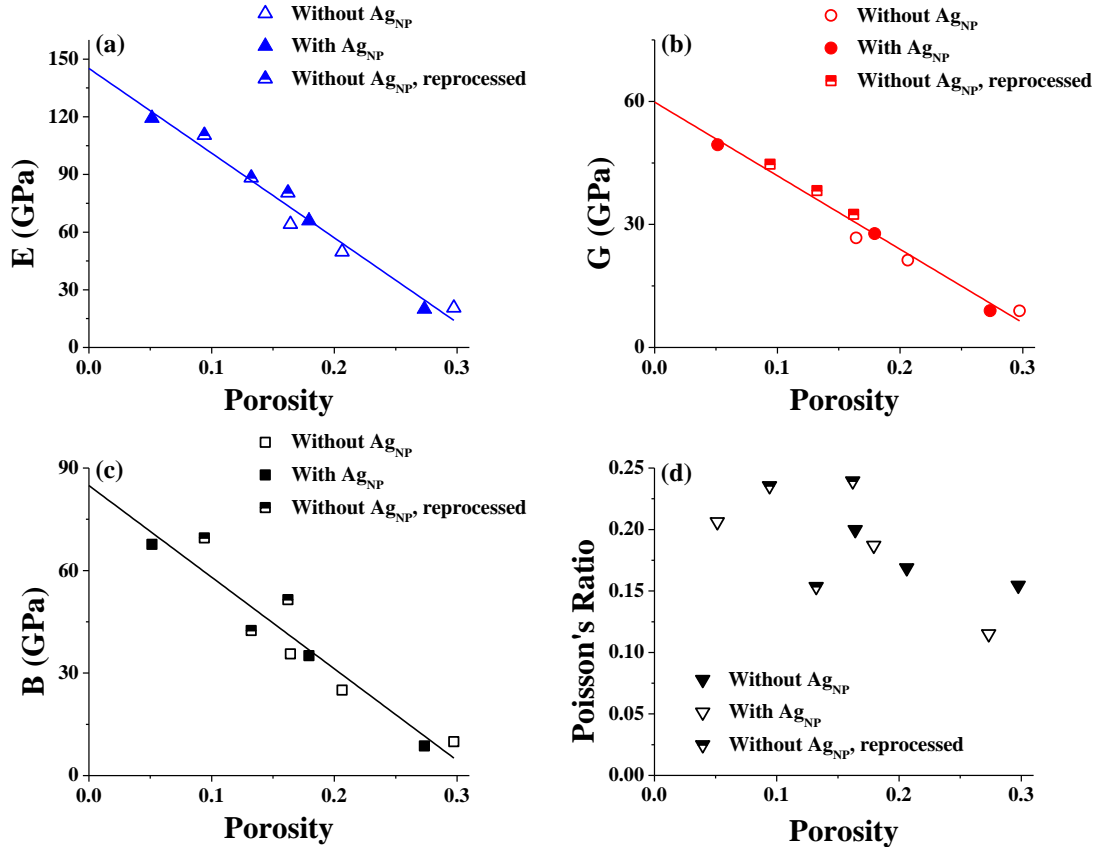 (a)
Without Ag_NP
With Ag_NP
Without Ag_NP, reprocessed
150
120
90
60
30
0
E (GPa)
0.0 0.1 0.2 0.3
Porosity
(b)
Without Ag_NP
With Ag_NP
Without Ag_NP, reprocessed
60
30
0
G (GPa)
0.0 0.1 0.2 0.3
Porosity
(c)
Without Ag_NP
With Ag_NP
Without Ag_NP, reprocessed
90
60
30
0
B (GPa)
0.0 0.1 0.2 0.3
Porosity
(d)
0.25
0.20
0.15
0.10
0.05
0.00
Poisson's Ratio
Without Ag_NP
With Ag_NP
Without Ag_NP, reprocessed
0.0 0.1 0.2 0.3
Porosity